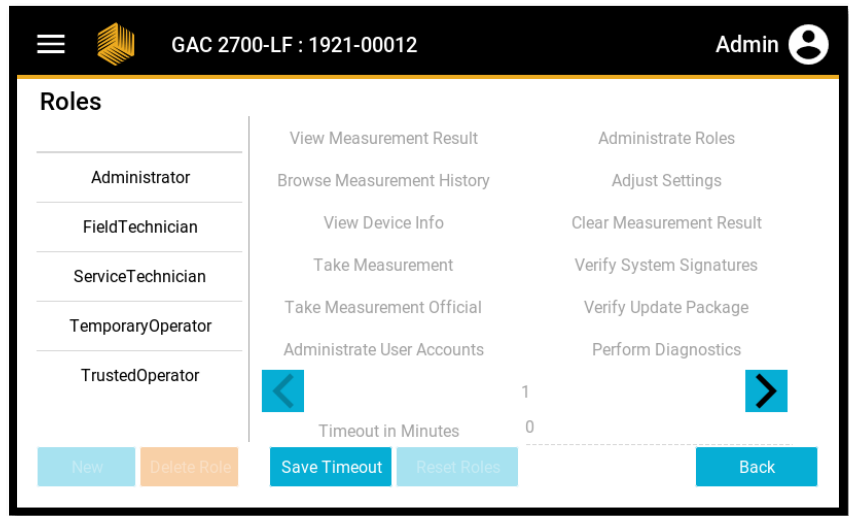 GAC 2700-LF : 1921-00012
Admin
Roles
Administrator
FieldTechnician
ServiceTechnician
TemporaryOperator
TrustedOperator
View Measurement Result
Administrate Roles
Browse Measurement History
Adjust Settings
View Device Info
Clear Measurement Result
Take Measurement
Verify System Signatures
Take Measurement Official
Verify Update Package
Administrate User Accounts
Perform Diagnostics
1
Timeout in Minutes
0
New
Delete Role
Save Timeout
Reset Roles
Back